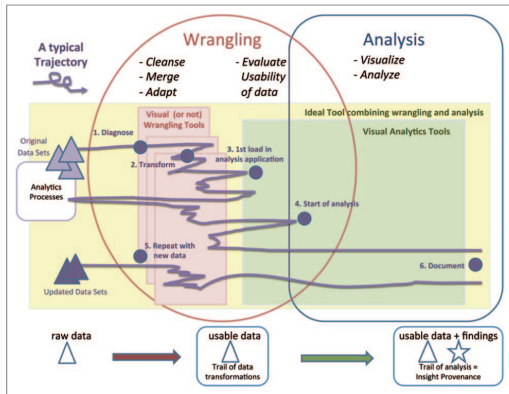 Wrangling
Analysis
A typical
Trajectory
- Cleanse
- Merge
- Adapt
- Evaluate
Usability
of data
- Visualize
- Analyze
Visual (or not)
Wrangling Tools
Ideal Tool combining wrangling and analysis
Visual Analytics Tools
Original
Data Sets
1. Diagnose
2. Transform
3. 1st load in
analysis application
Analytics
Processes
4. Start of analysis
5. Repeat with
new data
6. Document
Updated Data Sets
raw data
usable data
Trail of data
transformations
usable data + findings
Trail of analysis =
Insight Provenance